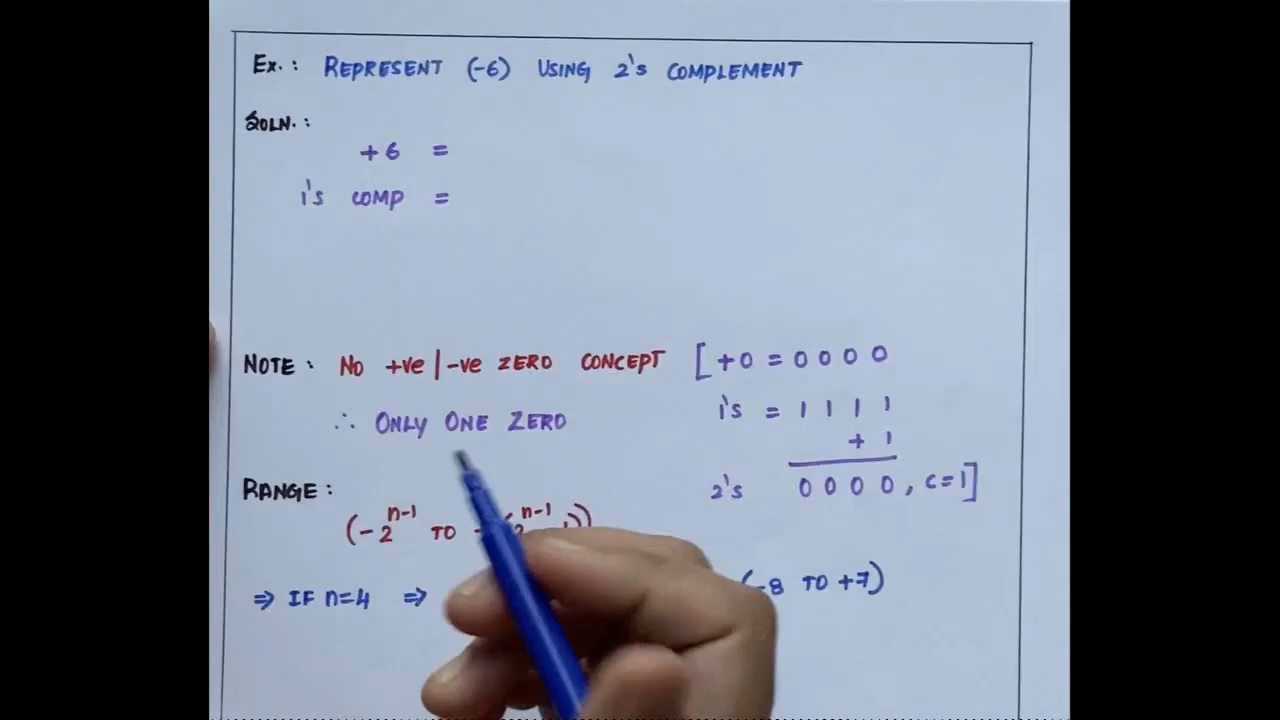 Ex.: REPRESENT (-6) USING 2's COMPLEMENT
SOLN.:
+6 =
1's COMP =
NOTE: NO +ve | -ve ZERO CONCEPT [+0 = 0 0 0 0
∴ ONLY ONE ZERO
1's = 1 1 1 1
+ 1
2's 0 0 0 0, C=1]
RANGE:
(-2^{n-1} TO
⇒ IF n=4 ⇒ (-8 TO +7)